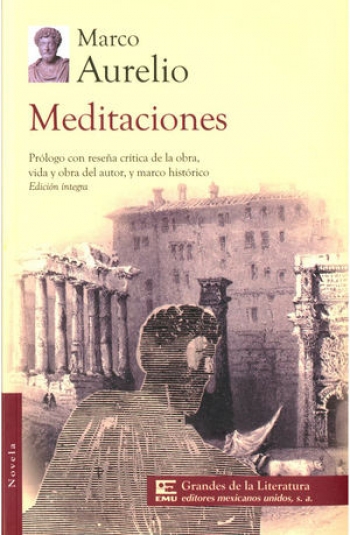 Marco
Aurelio
Meditaciones
Prólogo con reseña crítica de la obra,
vida y obra del autor, y marco histórico
Edición íntegra
Novela
EMU
Grandes de la Literatura
editores mexicanos unidos, s. a.